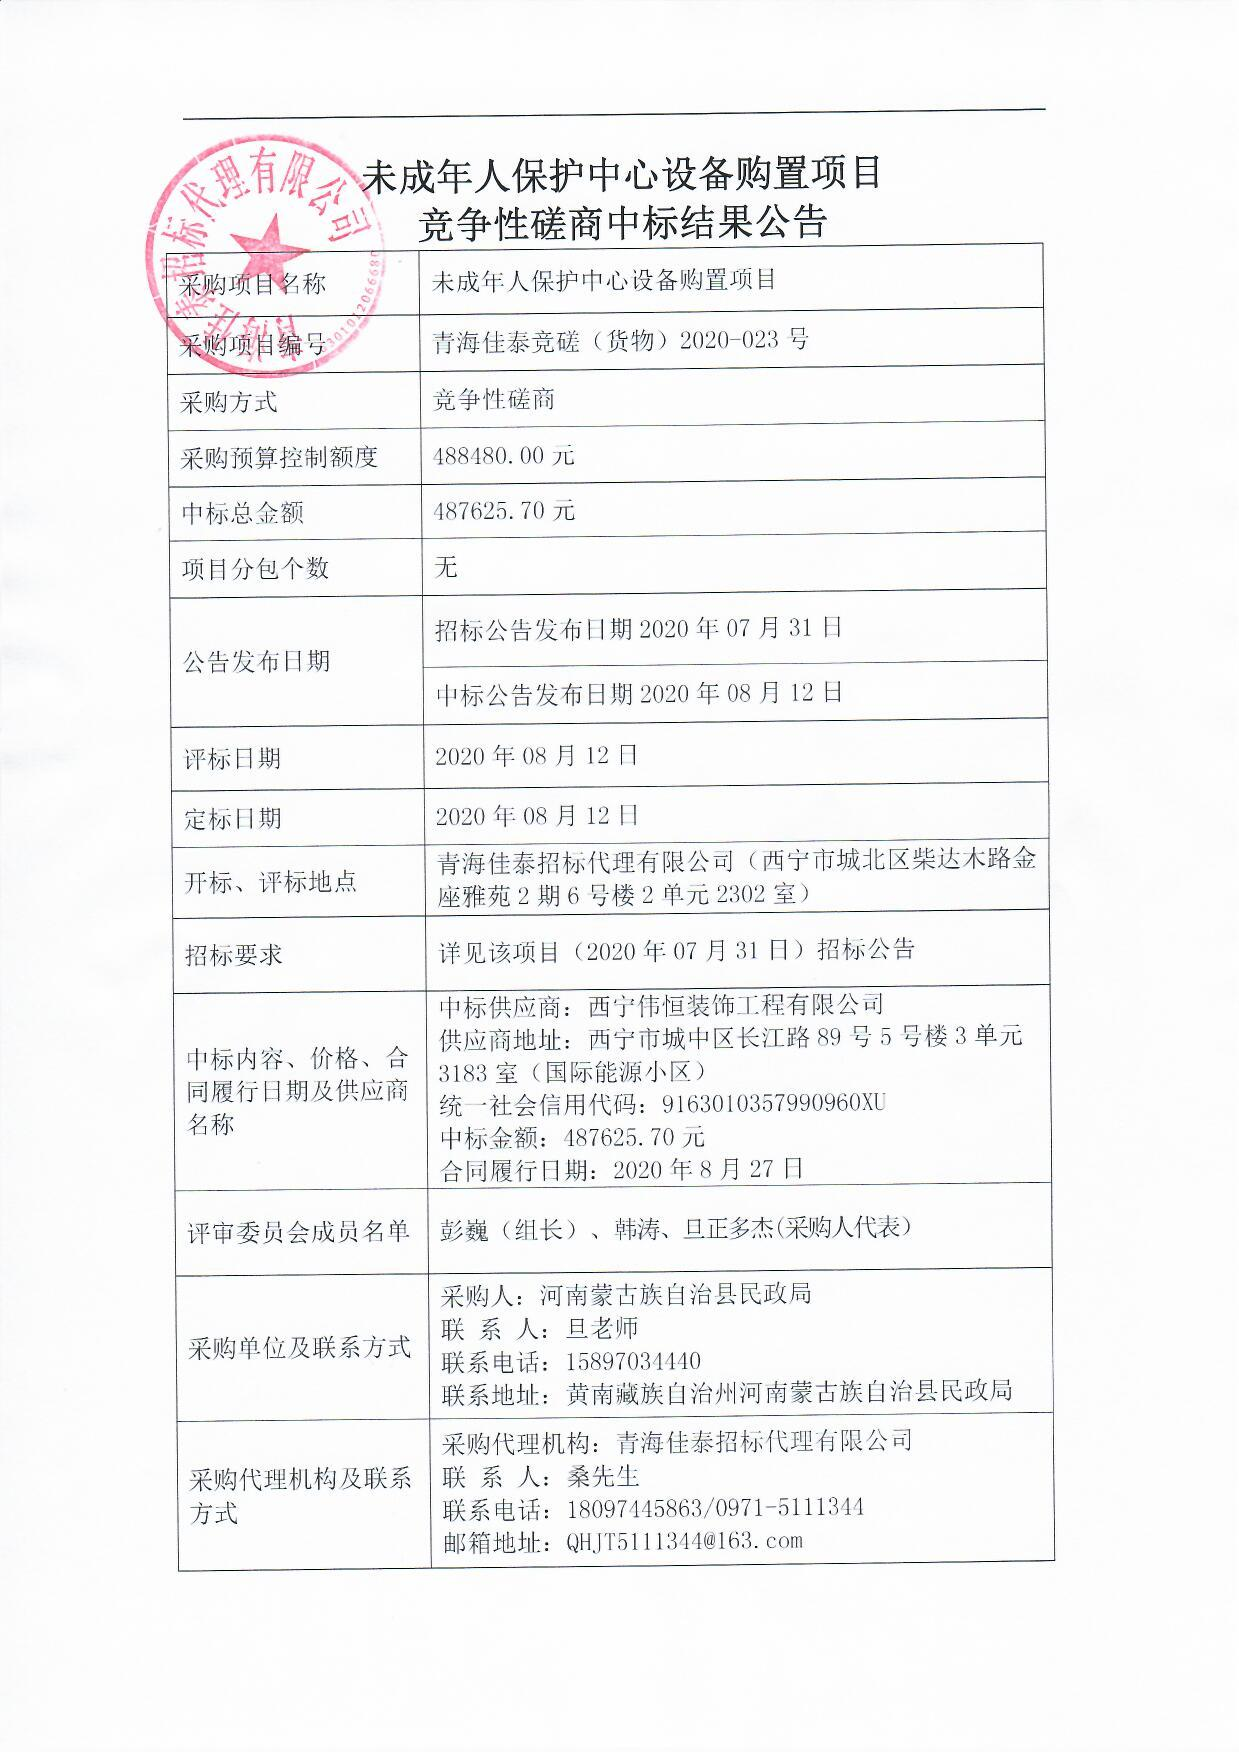 未成年人保护中心设备购置项目
竞争性磋商中标结果公告
青海佳泰招标代理有限公司
采购项目名称
未成年人保护中心设备购置项目
采购项目编号
青海佳泰竞磋（货物）2020-023 号
采购方式
竞争性磋商
采购预算控制额度
488480.00 元
中标总金额
487625.70 元
项目分包个数
无
公告发布日期
招标公告发布日期 2020 年 07 月 31 日
中标公告发布日期 2020 年 08 月 12 日
评标日期
2020 年 08 月 12 日
定标日期
2020 年 08 月 12 日
开标、评标地点
青海佳泰招标代理有限公司（西宁市城北区柴达木路金
座雅苑 2 期 6 号楼 2 单元 2302 室）
招标要求
详见该项目（2020 年 07 月 31 日）招标公告
中标内容、价格、合
同履行日期及供应商
名称
中标供应商：西宁伟恒装饰工程有限公司
供应商地址：西宁市城中区长江路 89 号 5 号楼 3 单元
3183 室（国际能源小区）
统一社会信用代码：9163010357990960XU
中标金额：487625.70 元
合同履行日期：2020 年 8 月 27 日
评审委员会成员名单
彭巍（组长）、韩涛、旦正多杰(采购人代表）
采购单位及联系方式
采购人：河南蒙古族自治县民政局
联 系 人：旦老师
联系电话：15897034440
联系地址：黄南藏族自治州河南蒙古族自治县民政局
采购代理机构及联系
方式
采购代理机构：青海佳泰招标代理有限公司
联 系 人：桑先生
联系电话：18097445863/0971-5111344
邮箱地址：QHJT5111344@163.com